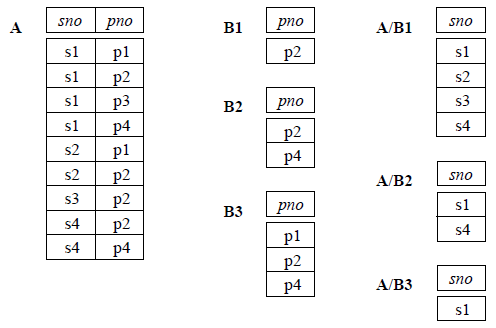 A
sno pno
s1 p1
s1 p2
s1 p3
s1 p4
s2 p1
s2 p2
s3 p2
s4 p2
s4 p4
B1
pno
p2
B2
pno
p2
p4
B3
pno
p1
p2
p4
A/B1
sno
s1
s2
s3
s4
A/B2
sno
s1
s4
A/B3
sno
s1